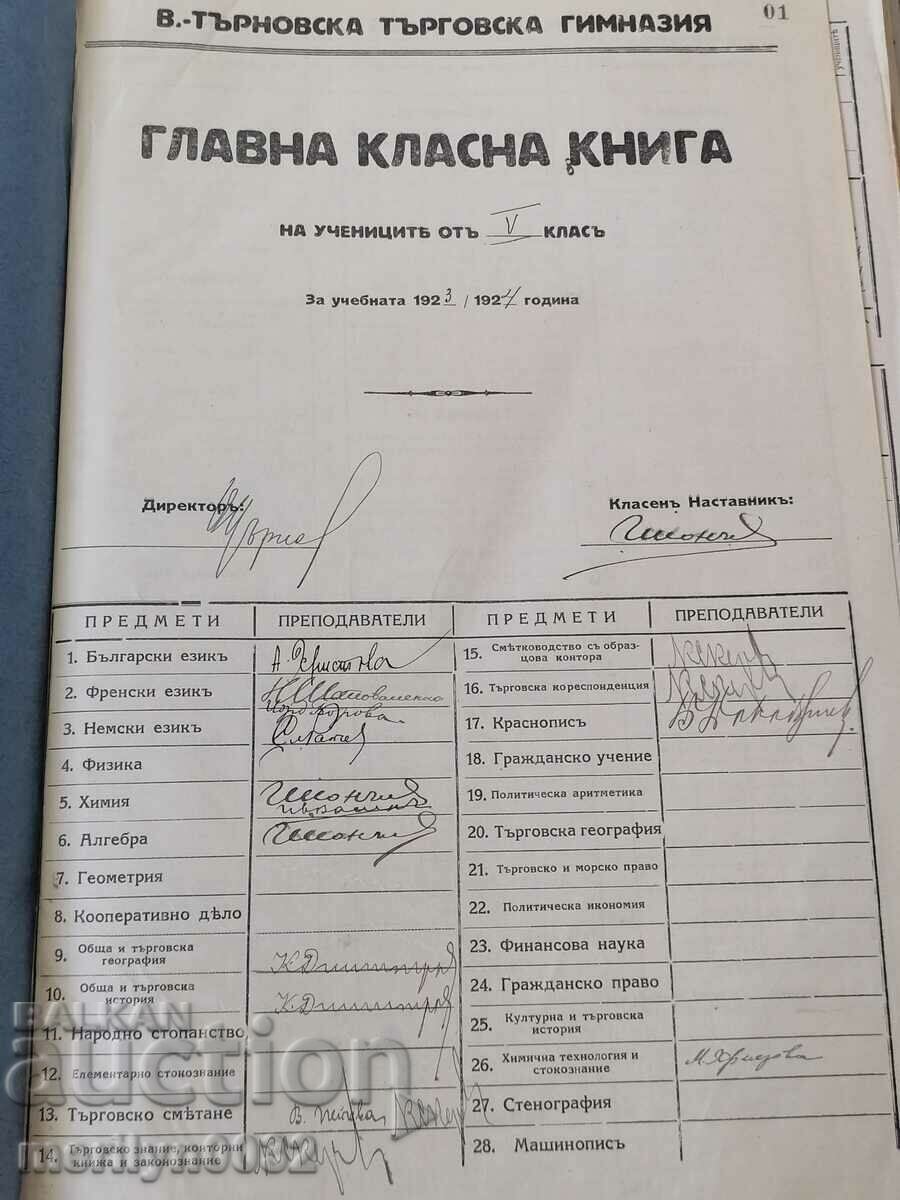 01
В.-ТЪРНОВСКА ТЪРГОВСКА ГИМНАЗИЯ
ГЛАВНА КЛАСНА КНИГА
НА УЧЕНИЦИТѢ ОТЪ V КЛАСЪ
За учебната 1923/1924 година
Директоръ:
Класенъ Наставникъ:
ПРЕДМЕТИ ПРЕПОДАВАТЕЛИ
1. Български езикъ А. Христова
2. Френски езикъ
3. Немски езикъ
4. Физика
5. Химия
6. Алгебра
7. Геометрия
8. Кооперативно дѣло
9. Обща и търговска география
10. Обща и търговска история
11. Народно стопанство
12. Елементарно стокознание
13. Търговско смѣтане
14. Търговско знание, конторни книжа и законознание
ПРЕДМЕТИ ПРЕПОДАВАТЕЛИ
15. Смѣтководство съ образцова контора
16. Търговска кореспонденция
17. Краснописъ
18. Гражданско учение
19. Политическа аритметика
20. Търговска география
21. Търговско и морско право
22. Политическа икономия
23. Финансова наука
24. Гражданско право
25. Културна и търговска история
26. Химична технология и стокознание
27. Стенография
28. Машинописъ
BALKAN
auction
merilyn0032